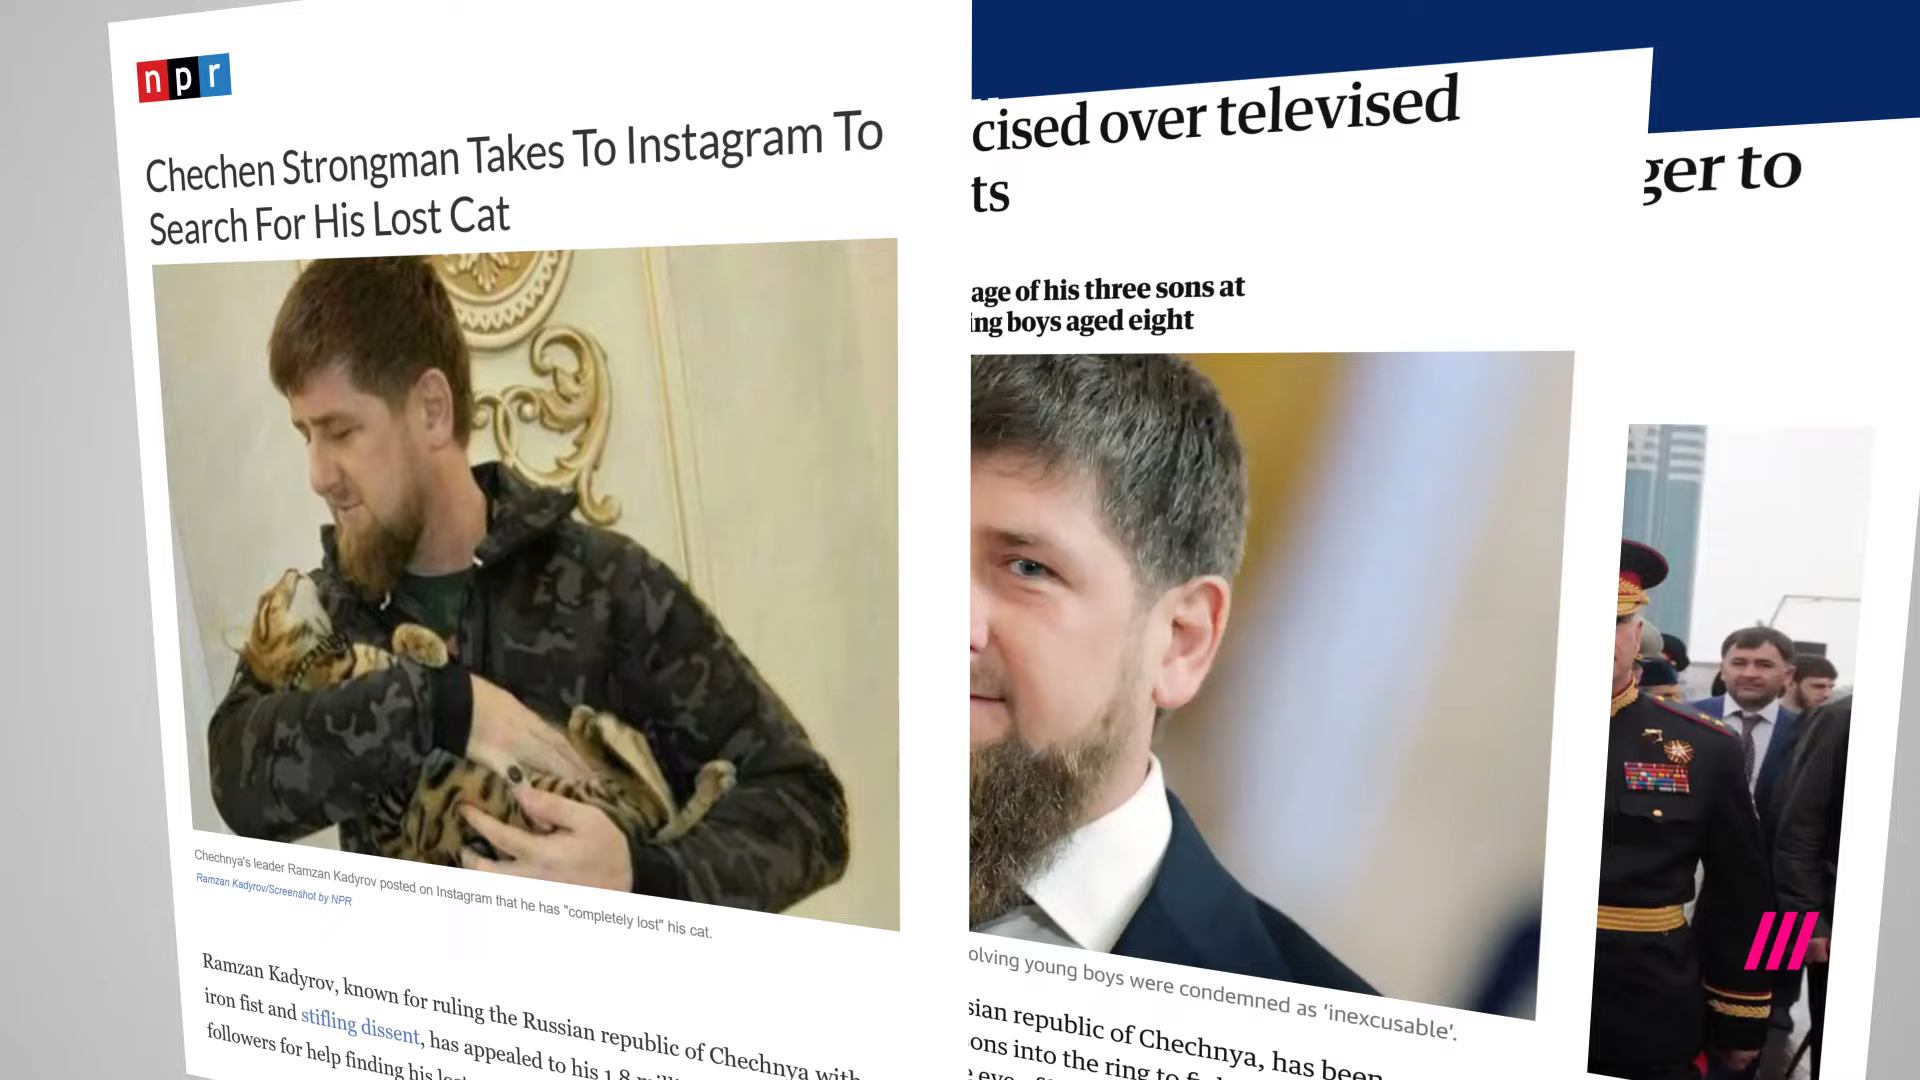 npr
Chechen Strongman Takes To Instagram To
Search For His Lost Cat
Chechnya's leader Ramzan Kadyrov posted on Instagram that he has "completely lost" his cat.
Ramzan Kadyrov/Screenshot by NPR
Ramzan Kadyrov, known for ruling the Russian republic of Chechnya with
iron fist and stifling dissent, has appealed to his 1.8
followers for help finding his
cised over televised
ts
age of his three sons at
ing boys aged eight
olving young boys were condemned as 'inexcusable'.
sian republic of Chechnya, has been
ons into the ring to
ger to